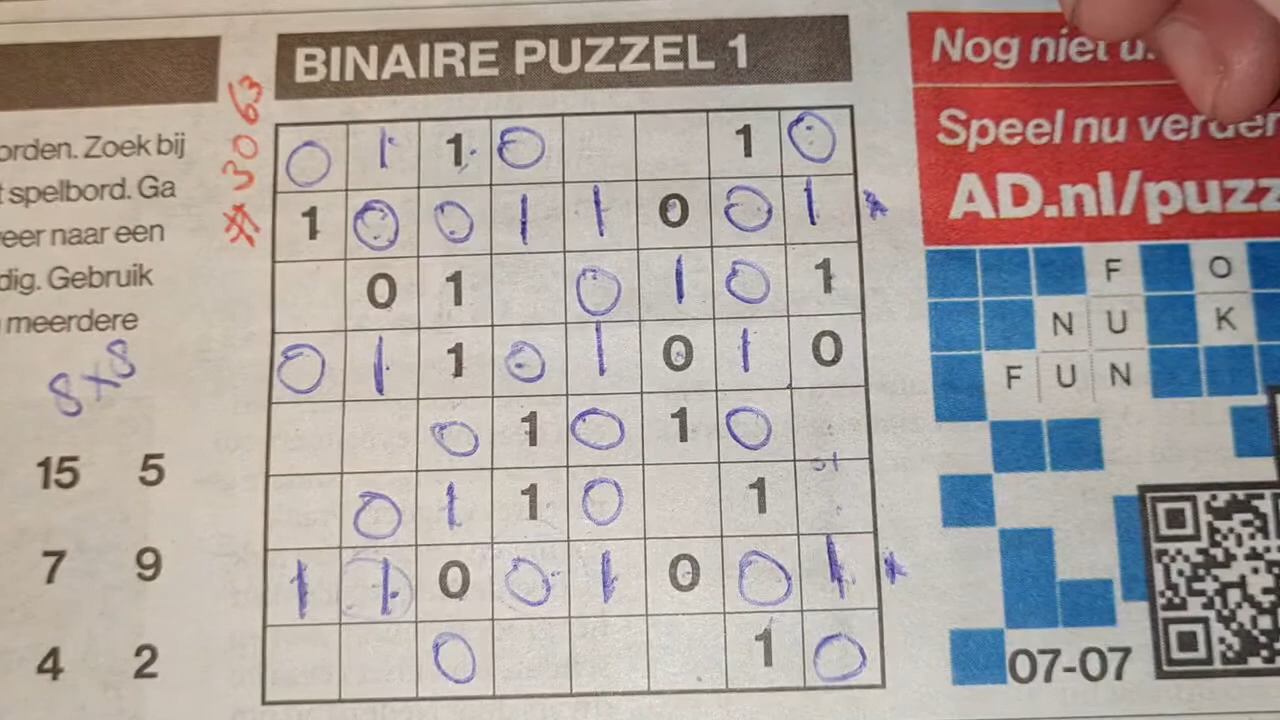 BINAIRE PUZZEL 1
# 30 63
orden. Zoek bij
t spelbord. Ga
eer naar een
dig. Gebruik
meerdere
8x8
15 5
7 9
4 2
0 1 1 0 1 0
1 0 0 1 1 0 0 1 *
0 1 0 1 0 1
0 1 1 0 1 0 1 0
0 1 0 1 0
0 1 1 0 1
1 1 0 0 1 0 0 1 *
0 1 0
Nog niet u
Speel nu verder
AD.nl/puzz
F O
N U K
F U N
07-07